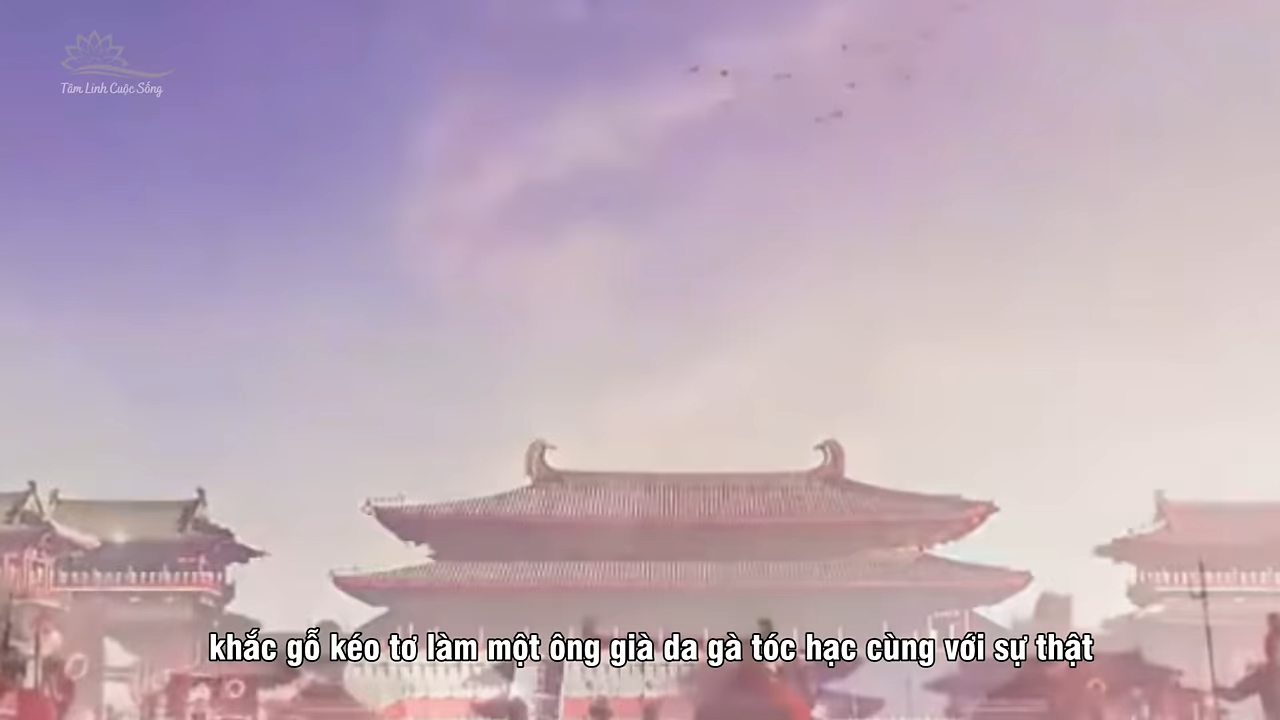 Tâm Linh Cuộc Sống
khắc gỗ kéo tơ làm một ông già da gà tóc hạc cùng với sự thật